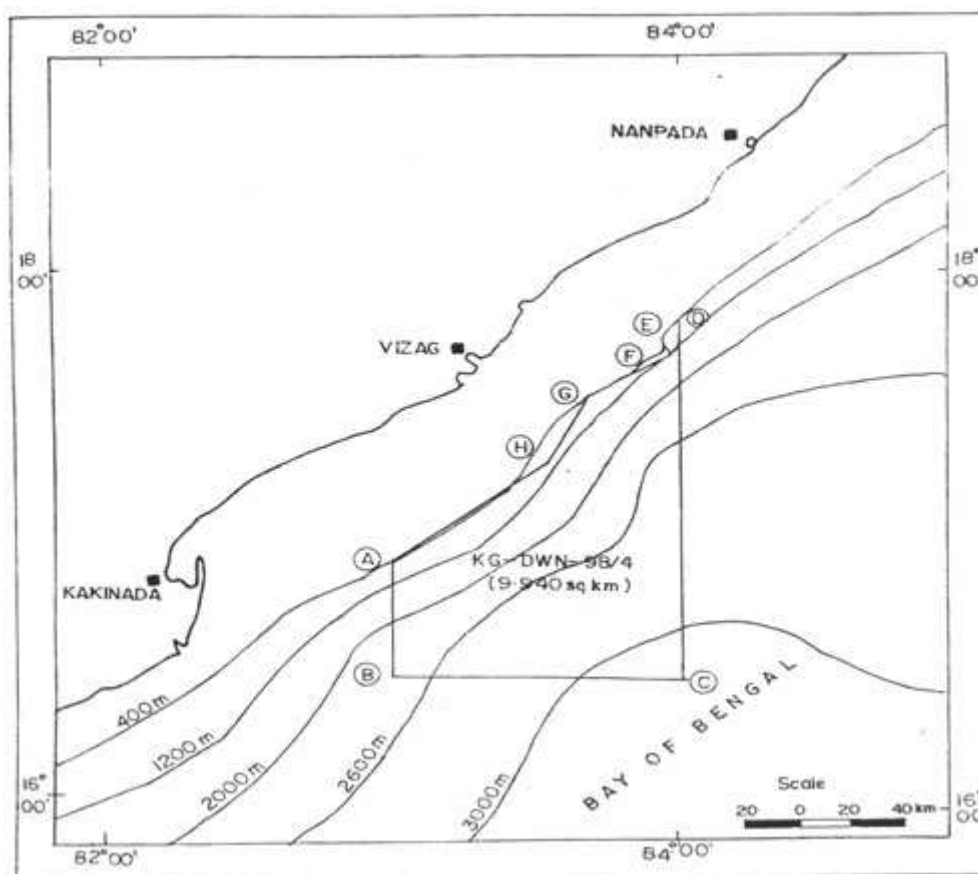 82°00'
84°00'
NANPADA
18°00'
18°00'
E
D
VIZAG
F
G
H
A
KG-DWN-98/4
(9.940 sq km)
KAKINADA
B
C
400m
1200m
2000m
2600m
3000m
BAY OF BENGAL
16°00'
16°00'
Scale
20 0 20 40 km
82°00'
84°00'